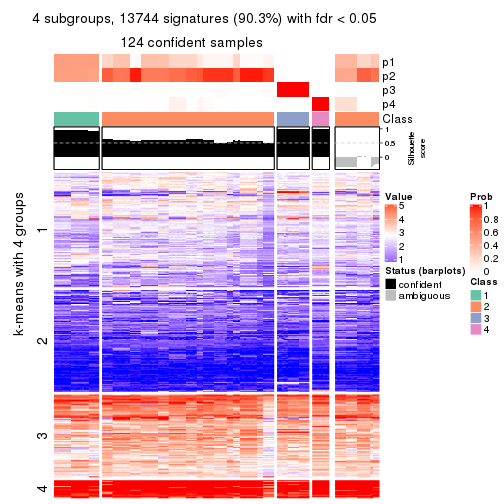 4 subgroups, 13744 signatures (90.3%) with fdr < 0.05
124 confident samples
p1
p2
p3
p4
Class
1
0.5
0
Silhouette
score
k-means with 4 groups
1
2
3
4
Value
5
4
3
2
1
Status (barplots)
confident
ambiguous
Prob
1
0.8
0.6
0.4
0.2
0
Class
1
2
3
4